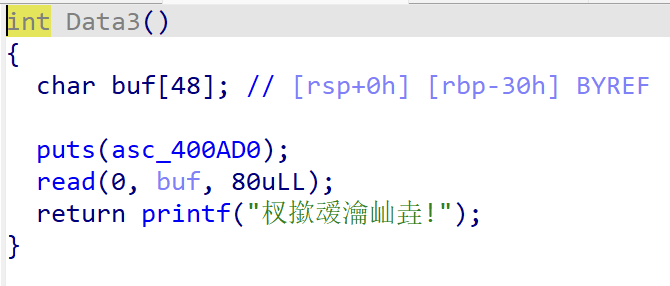 int Data3()
{
char buf[48]; // [rsp+0h] [rbp-30h] BYREF
puts(asc_400AD0);
read(0, buf, 80uLL);
return printf("杈撳叆瀹屾垚!");
}